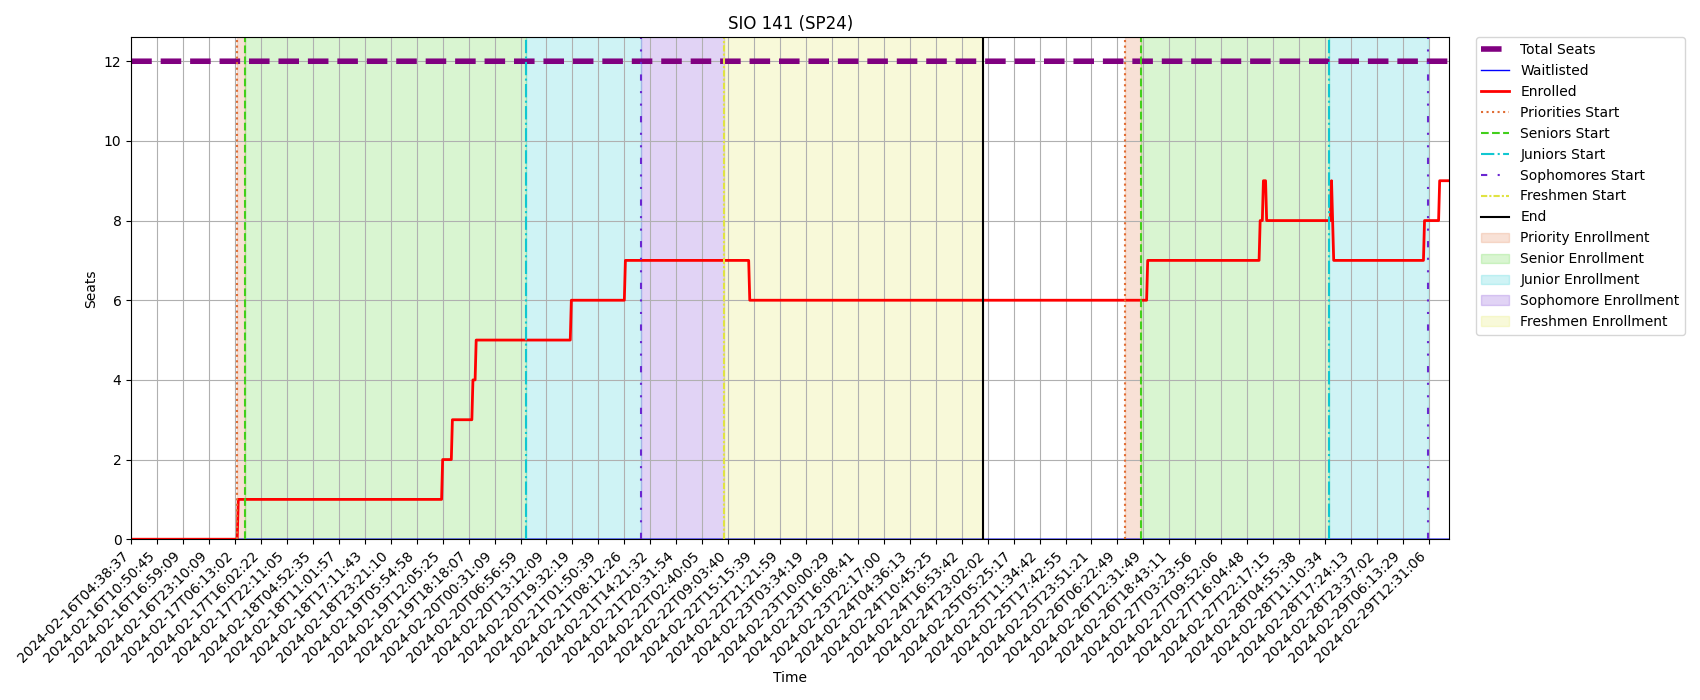 SIO 141 (SP24)
12
10
8
6
4
2
0
Seats
2024-02-16T04:38:37
2024-02-16T10:50:45
2024-02-16T16:59:09
2024-02-16T23:10:09
2024-02-17T06:13:02
2024-02-17T16:02:22
2024-02-17T22:11:05
2024-02-18T04:52:35
2024-02-18T11:01:57
2024-02-18T17:11:43
2024-02-18T23:21:10
2024-02-19T05:54:58
2024-02-19T12:05:25
2024-02-19T18:18:07
2024-02-20T00:31:09
2024-02-20T06:56:59
2024-02-20T13:12:09
2024-02-20T19:32:19
2024-02-21T01:50:39
2024-02-21T08:12:26
2024-02-21T14:21:32
2024-02-21T20:31:54
2024-02-22T02:40:05
2024-02-22T09:03:40
2024-02-22T15:15:39
2024-02-22T21:21:59
2024-02-23T03:34:19
2024-02-23T10:00:29
2024-02-23T16:08:41
2024-02-23T22:17:00
2024-02-24T04:36:13
2024-02-24T10:45:25
2024-02-24T16:53:42
2024-02-24T23:02:02
2024-02-25T05:25:17
2024-02-25T11:34:42
2024-02-25T17:42:55
2024-02-25T23:51:21
2024-02-26T06:22:49
2024-02-26T12:31:49
2024-02-26T18:43:11
2024-02-27T03:23:56
2024-02-27T09:52:06
2024-02-27T16:04:48
2024-02-27T22:17:15
2024-02-28T04:55:38
2024-02-28T11:10:34
2024-02-28T17:24:13
2024-02-28T23:37:02
2024-02-29T06:13:29
2024-02-29T12:31:06
Time
Total Seats
Waitlisted
Enrolled
Priorities Start
Seniors Start
Juniors Start
Sophomores Start
Freshmen Start
End
Priority Enrollment
Senior Enrollment
Junior Enrollment
Sophomore Enrollment
Freshmen Enrollment